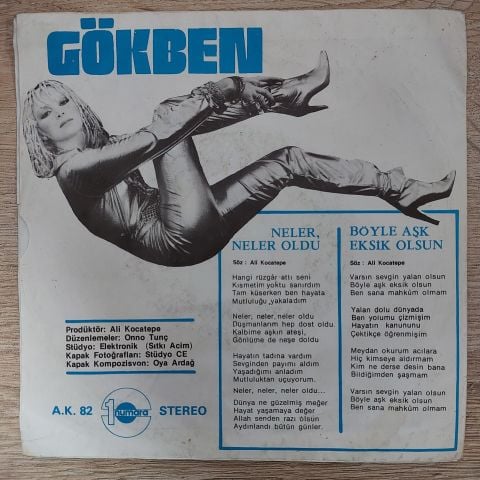 GÖKBEN
NELER,
NELER OLDU
Söz : Ali Kocatepe
Hangi rüzgâr attı seni
Kısmetim yoktu sanırdım
Tam küserken ben hayata
Mutluluğu yakaladım
Neler, neler, neler oldu
Düşmanlarım hep dost oldu
Kalbime aşkın ateşi,
Gönlüme de neşe doldu
Hayatın tadına vardım
Sevginden payımı aldım
Yaşadığımı anladım
Mutluluktan uçuyorum.
Neler, neler, neler oldu...
Dünya ne güzelmiş meğer
Hayat yaşamaya değer
Allah senden razı olsun
Aydınlandı bütün günler.
BÖYLE AŞK
EKSİK OLSUN
Söz : Ali Kocatepe
Varsın sevgin yalan olsun
Böyle aşk eksik olsun
Ben sana mahkûm olmam
Yalan dolu dünyada
Ben yolumu çizmişim
Hayatın kanununu
Çektikçe öğrenmişim
Meydan okurum acılara
Hiç kimseye aldırmam
Kim ne derse desin bana
Bildiğimden şaşmam
Varsın sevgin yalan olsun
Böyle aşk eksik olsun
Ben sana mahkûm olmam
Prodüktör: Ali Kocatepe
Düzenlemeler: Onno Tunç
Stüdyo: Elektronik (Sıtkı Acim)
Kapak Fotoğrafları: Stüdyo CE
Kapak Kompozisyon: Oya Ardağ
A.K. 82
1 numara
STEREO